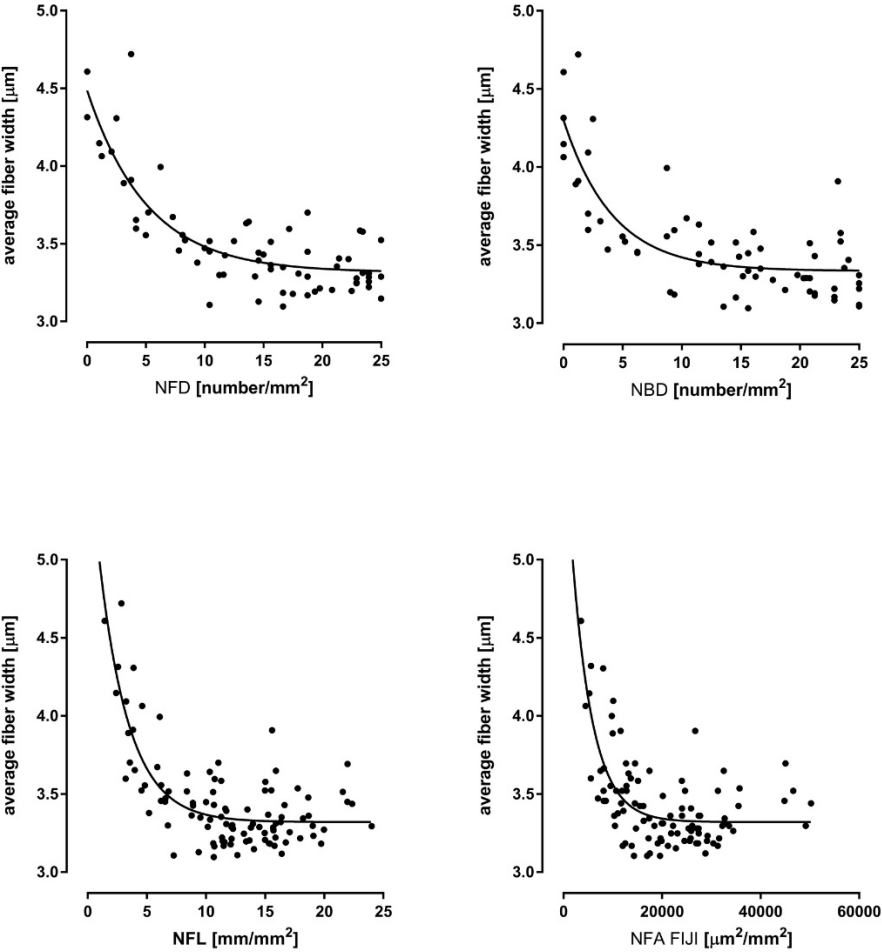 5.0
4.5
4.0
3.5
3.0
average fiber width [μm]
0 5 10 15 20 25
NFD [number/mm²]
5.0
4.5
4.0
3.5
3.0
average fiber width [μm]
0 5 10 15 20 25
NBD [number/mm²]
5.0
4.5
4.0
3.5
3.0
average fiber width [μm]
0 5 10 15 20 25
NFL [mm/mm²]
5.0
4.5
4.0
3.5
3.0
average fiber width [μm]
0 20000 40000 60000
NFA FIJI [μm²/mm²]